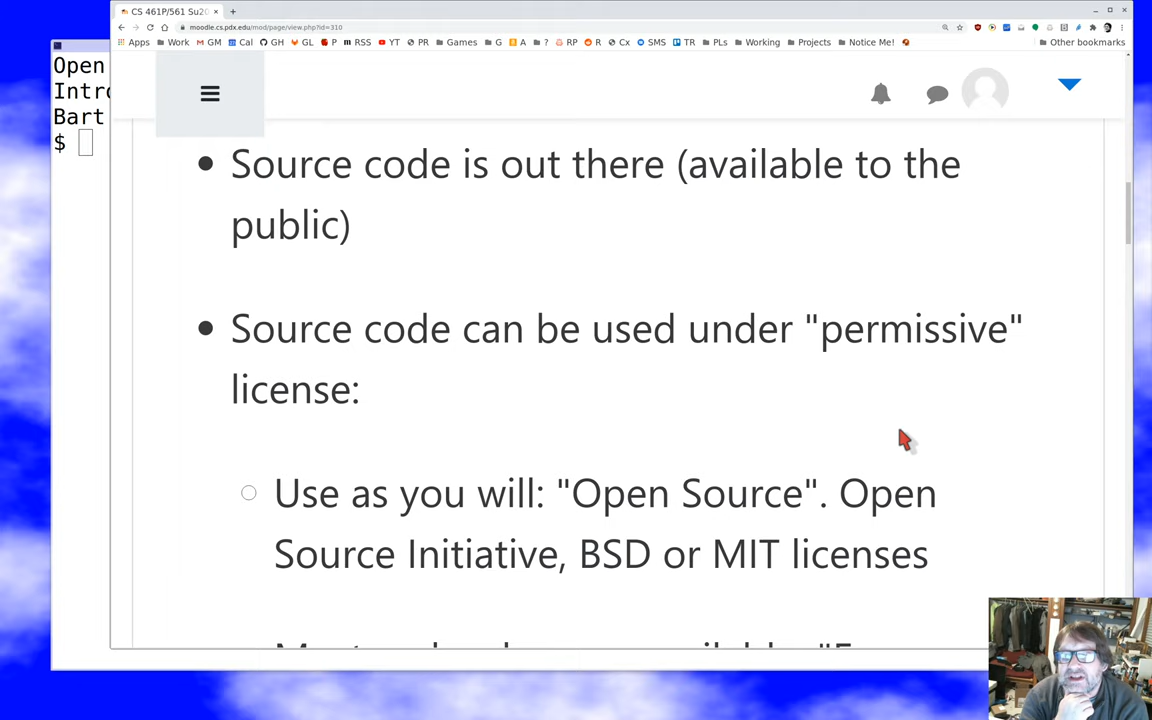 CS 461P/561 Su20
moodle.cs.pdx.edu/mod/page/view.php?id=310
Apps Work GM Cal GH GL P RSS YT PR Games G A ? RP R Cx SMS TR PLs Working Projects Notice Me! Other bookmarks
Open
Intro
Bart
$
Source code is out there (available to the
public)
Source code can be used under "permissive"
license:
Use as you will: "Open Source". Open
Source Initiative, BSD or MIT licenses